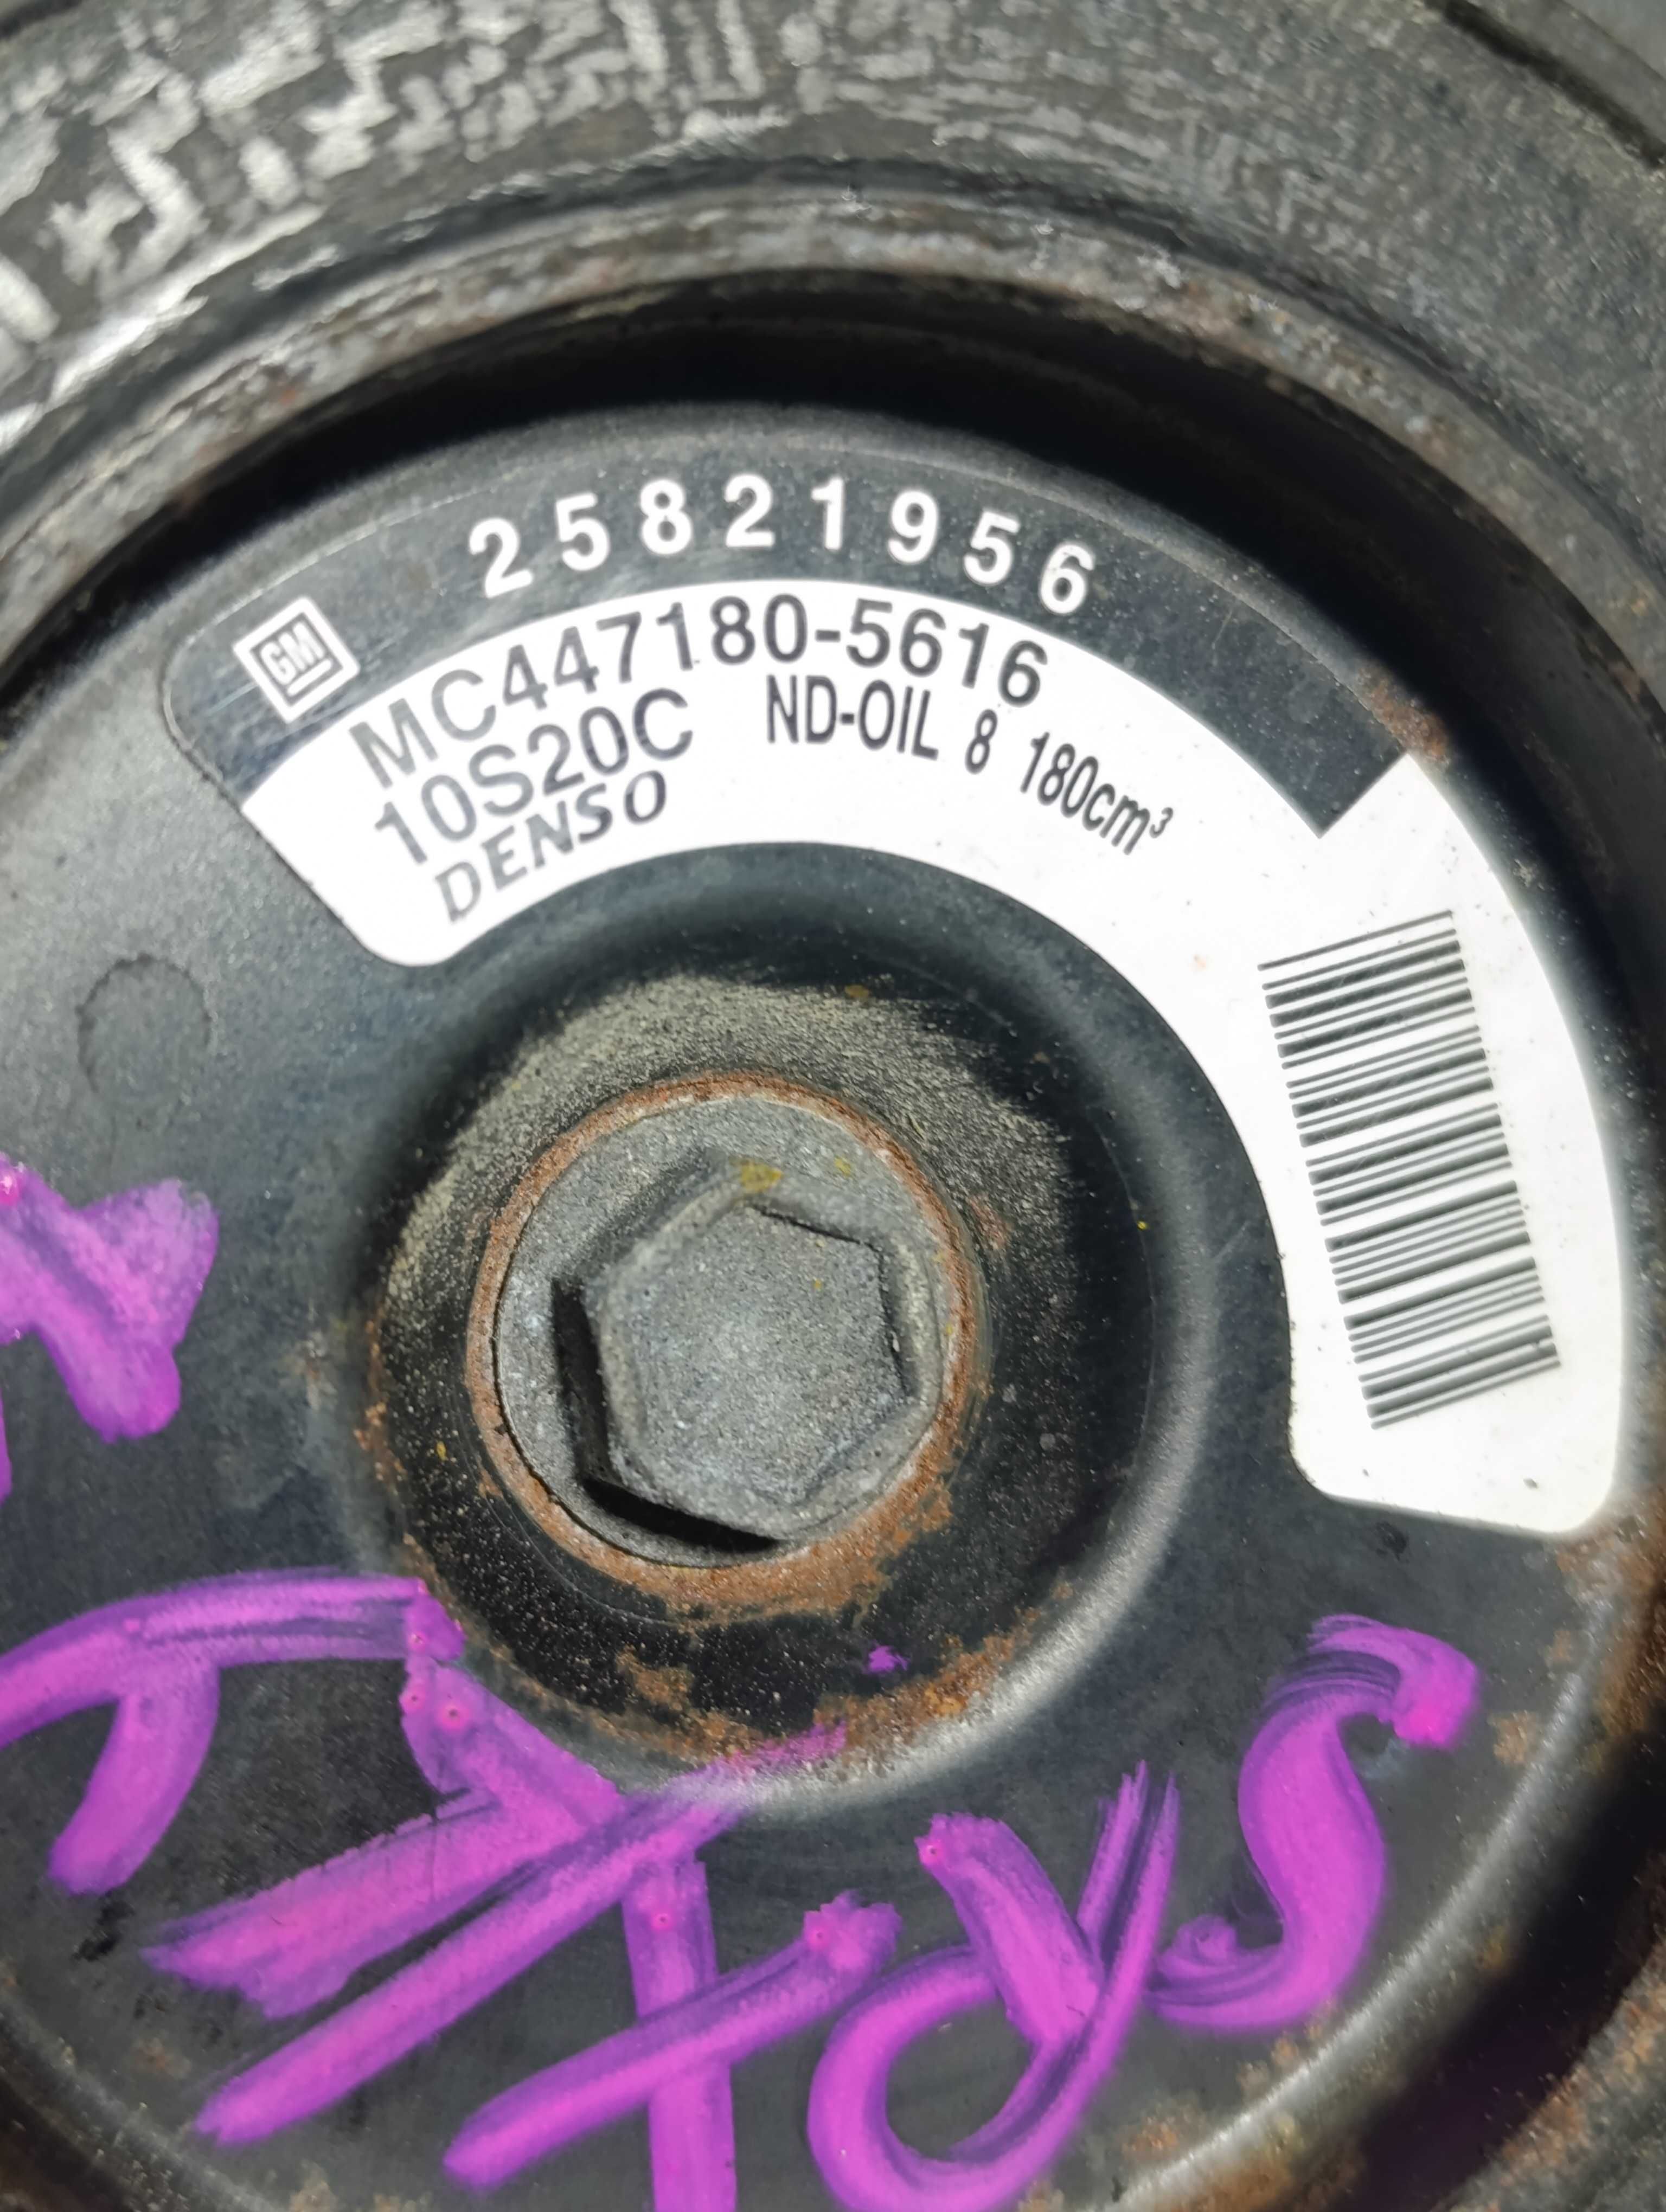 25821956
GM
MC447180-5616
10S20C ND-OIL 8 180cm³
DENSO